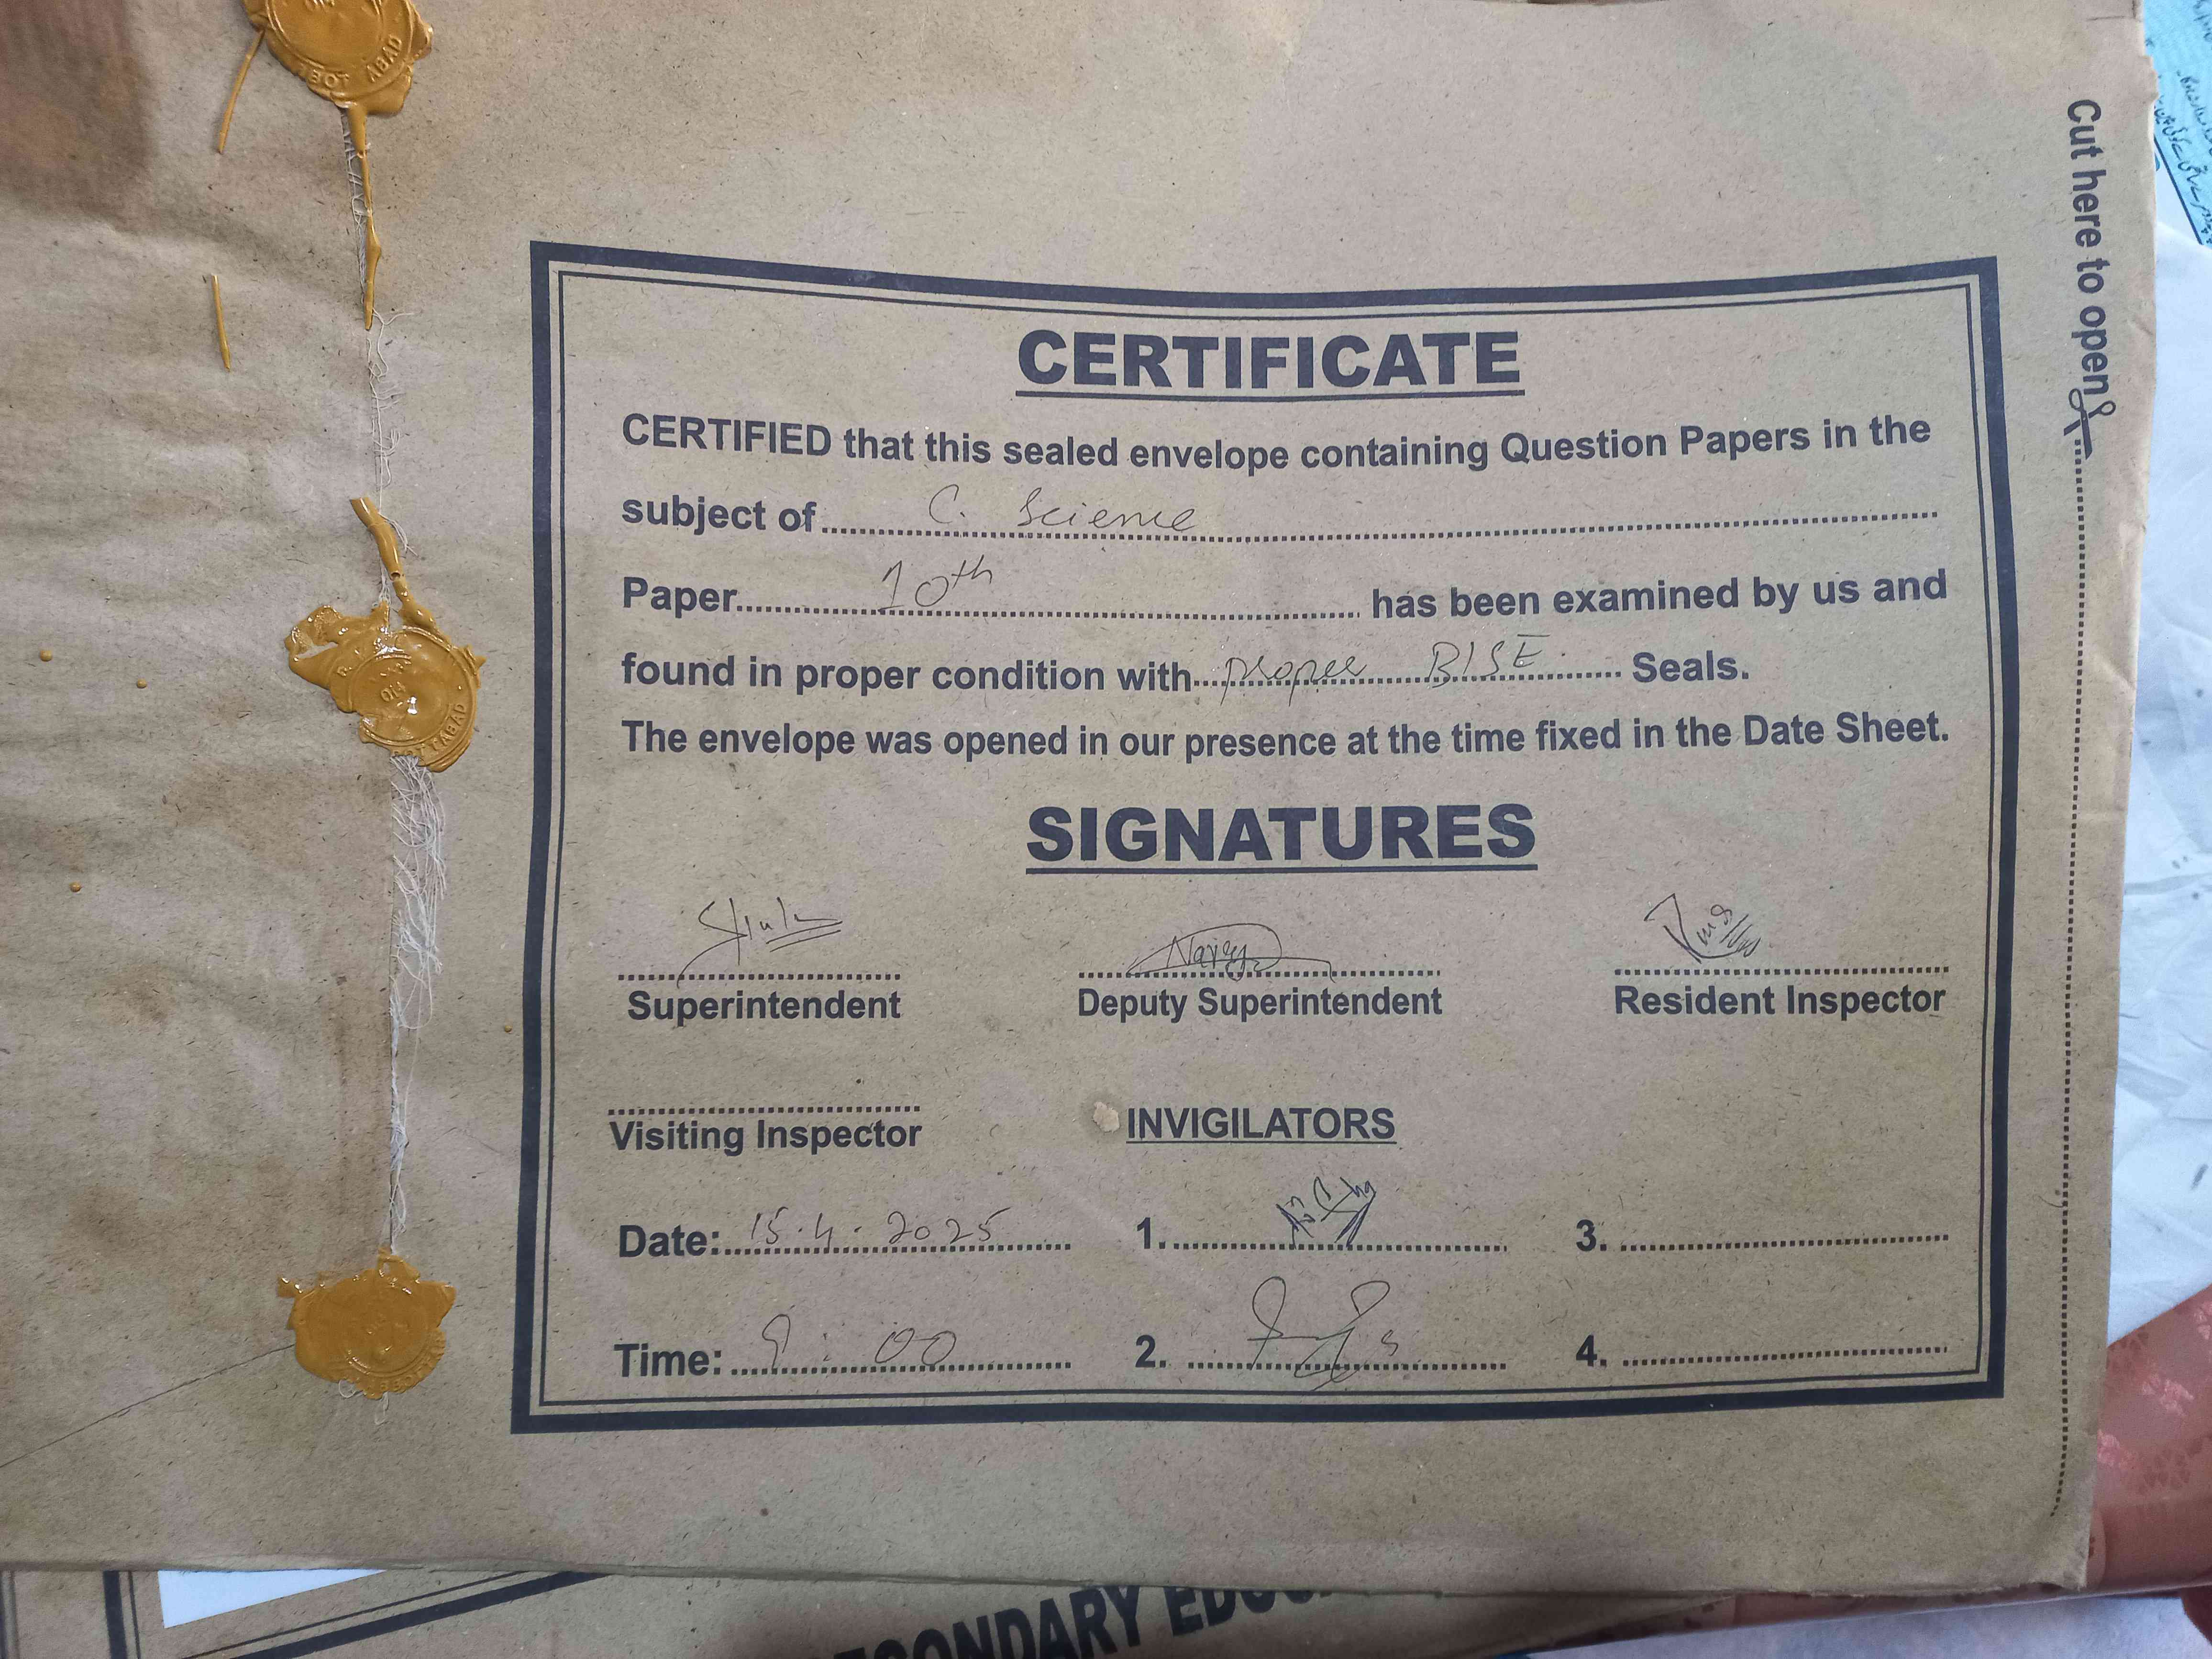 Cut here to open
CERTIFICATE
CERTIFIED that this sealed envelope containing Question Papers in the
subject of C. Science
Paper 10th has been examined by us and
found in proper condition with proper BISE Seals.
The envelope was opened in our presence at the time fixed in the Date Sheet.
SIGNATURES
Superintendent Deputy Superintendent Resident Inspector
Visiting Inspector INVIGILATORS
Date: 15.4.2025 1. 3.
Time: 9:00 2. 4.
SECONDARY